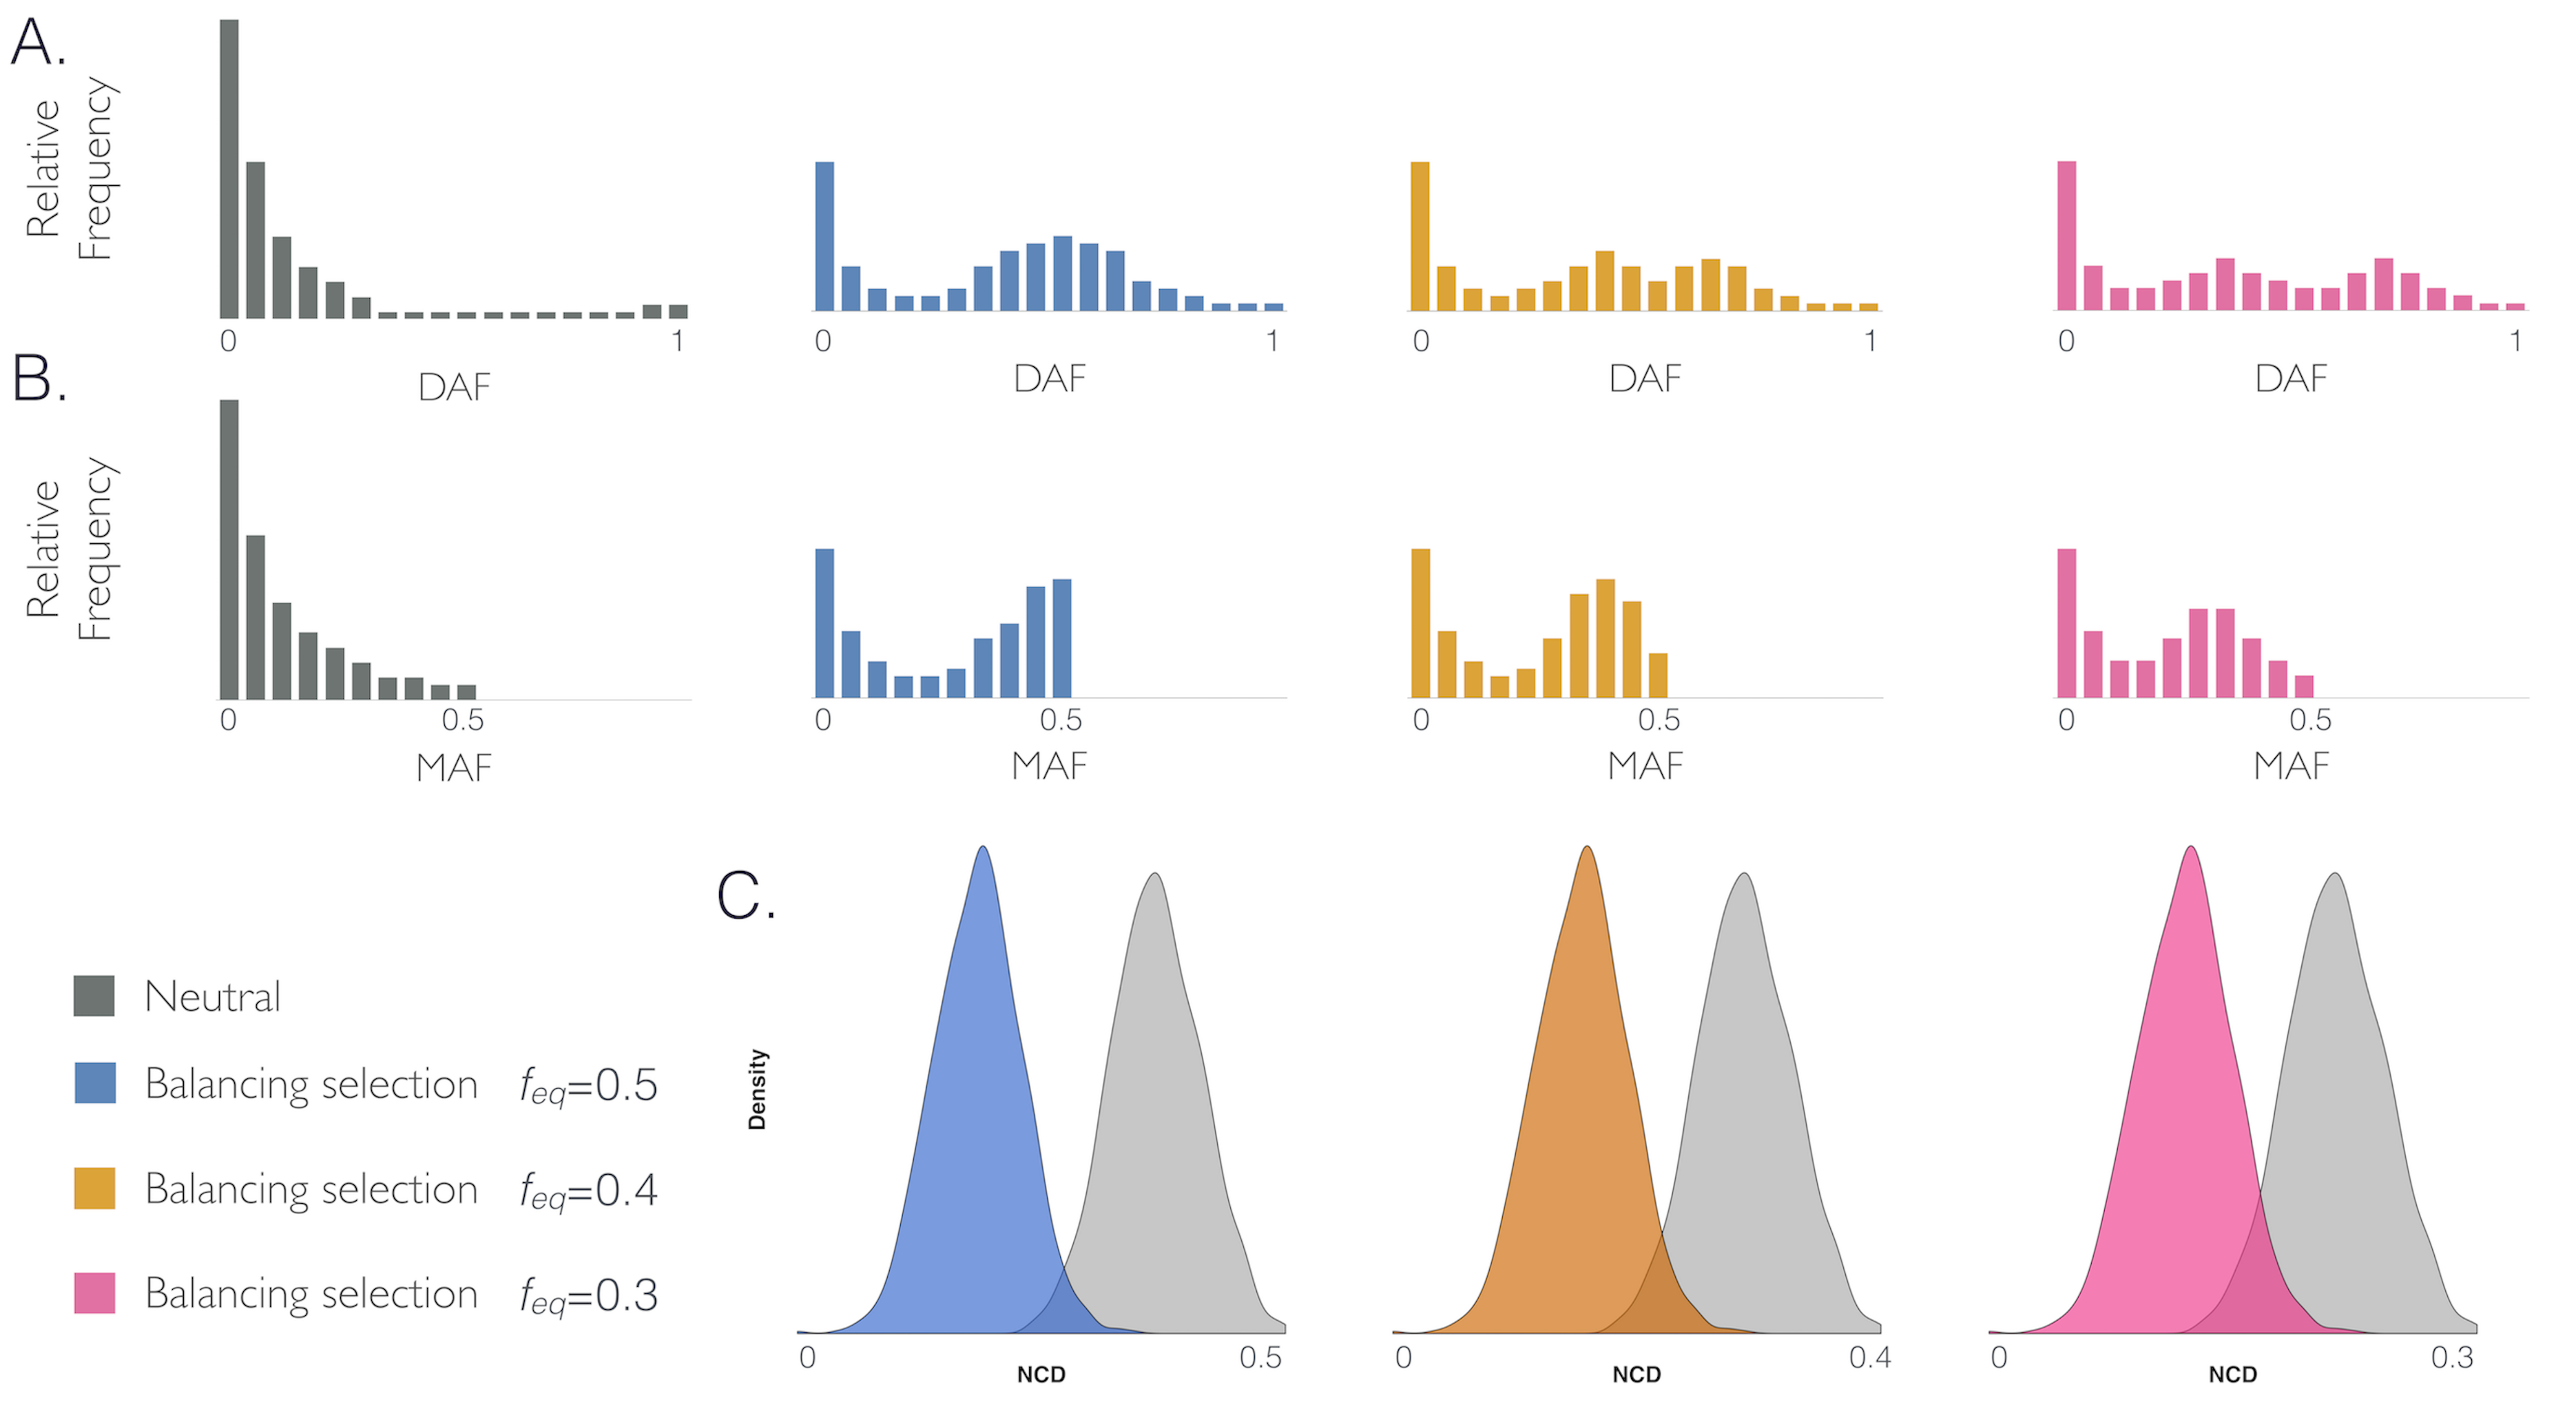 A.
Relative
Frequency
0 1
DAF
0 1
DAF
0 1
DAF
0 1
DAF
B.
Relative
Frequency
0 0.5
MAF
0 0.5
MAF
0 0.5
MAF
0 0.5
MAF
C.
Neutral
Balancing selection feq=0.5
Balancing selection feq=0.4
Balancing selection feq=0.3
Density
0 0.5
NCD
0 0.4
NCD
0 0.3
NCD